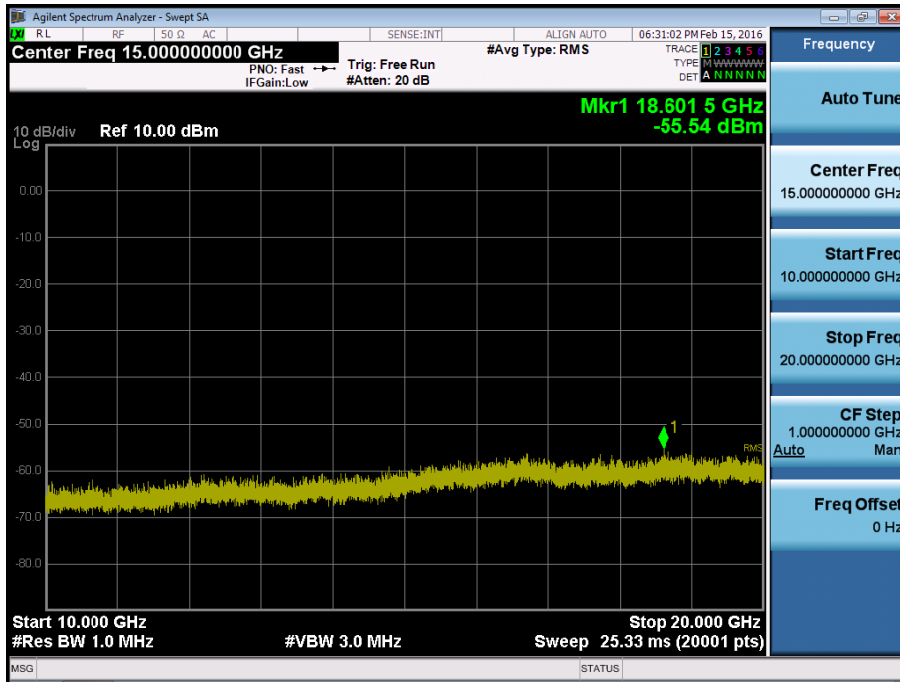 Agilent Spectrum Analyzer - Swept SA
LXI RL RF 50 Ω AC SENSE:INT ALIGN AUTO 06:31:02 PM Feb 15, 2016
Center Freq 15.000000000 GHz
PNO: Fast
IFGain:Low
Trig: Free Run
#Atten: 20 dB
#Avg Type: RMS
TRACE 1 2 3 4 5 6
TYPE M W W W W W
DET A N N N N N
Mkr1 18.601 5 GHz
-55.54 dBm
10 dB/div Ref 10.00 dBm
Log
0.00
-10.0
-20.0
-30.0
-40.0
-50.0
-60.0
-70.0
-80.0
1
RMS
Start 10.000 GHz Stop 20.000 GHz
#Res BW 1.0 MHz #VBW 3.0 MHz Sweep 25.33 ms (20001 pts)
MSG STATUS
Frequency
Auto Tune
Center Freq
15.000000000 GHz
Start Freq
10.000000000 GHz
Stop Freq
20.000000000 GHz
CF Step
1.000000000 GHz
Auto Man
Freq Offset
0 Hz